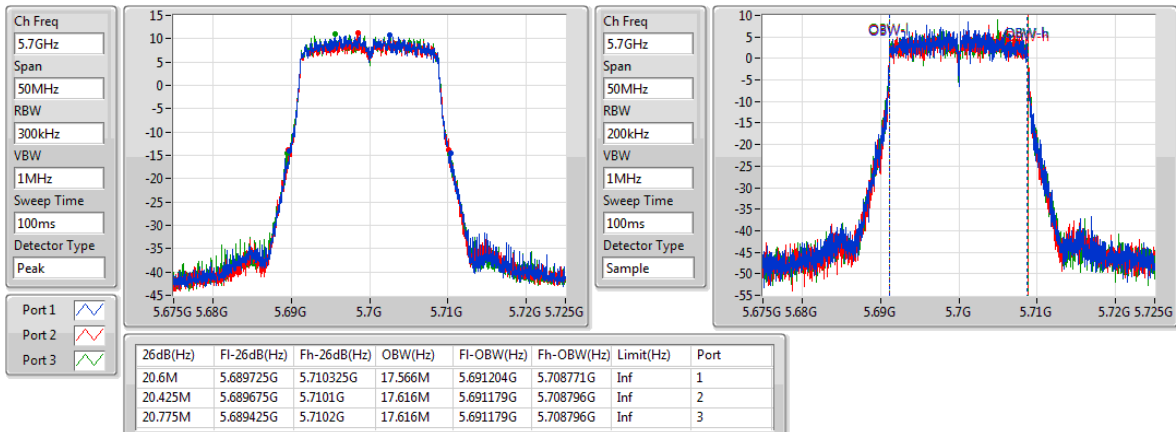 Ch Freq
5.7GHz
Span
50MHz
RBW
300kHz
VBW
1MHz
Sweep Time
100ms
Detector Type
Peak
Port 1
Port 2
Port 3
15
10
5
0
-5
-10
-15
-20
-25
-30
-35
-40
-45
5.675G 5.68G 5.69G 5.7G 5.71G 5.72G 5.725G
Ch Freq
5.7GHz
Span
50MHz
RBW
200kHz
VBW
1MHz
Sweep Time
100ms
Detector Type
Sample
10
5
0
-5
-10
-15
-20
-25
-30
-35
-40
-45
-50
-55
OBW-l
OBW-h
5.675G 5.68G 5.69G 5.7G 5.71G 5.72G 5.725G
26dB(Hz) Fl-26dB(Hz) Fh-26dB(Hz) OBW(Hz) Fl-OBW(Hz) Fh-OBW(Hz) Limit(Hz) Port
20.6M 5.689725G 5.710325G 17.566M 5.691204G 5.708771G Inf 1
20.425M 5.689675G 5.7101G 17.616M 5.691179G 5.708796G Inf 2
20.775M 5.689425G 5.7102G 17.616M 5.691179G 5.708796G Inf 3